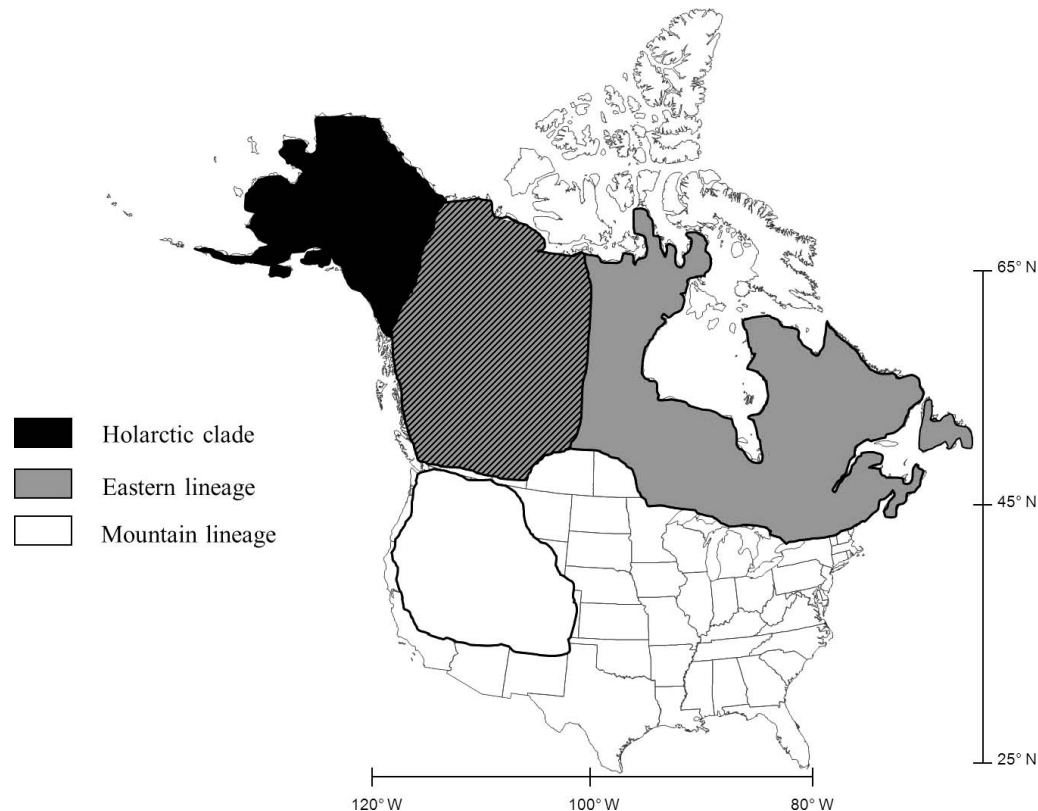 65° N
Holarctic clade
Eastern lineage
45° N
Mountain lineage
25° N
120° W
100° W
80° W